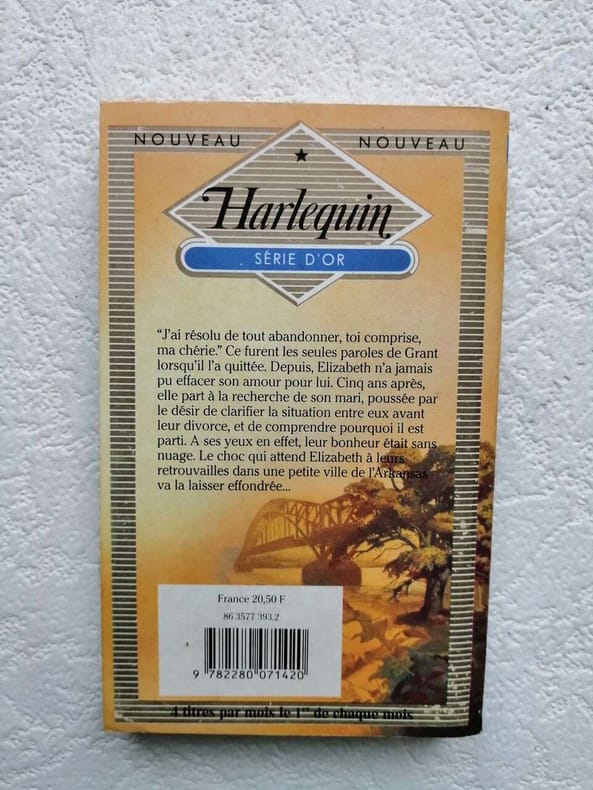 NOUVEAU NOUVEAU
Harlequin
SÉRIE D'OR
"J'ai résolu de tout abandonner, toi comprise,
ma chérie." Ce furent les seules paroles de Grant
lorsqu'il l'a quittée. Depuis, Elizabeth n'a jamais
pu effacer son amour pour lui. Cinq ans après,
elle part à la recherche de son mari, poussée par
le désir de clarifier la situation entre eux avant
leur divorce, et de comprendre pourquoi il est
parti. A ses yeux en effet, leur bonheur était sans
nuage. Le choc qui attend Elizabeth à leurs
retrouvailles dans une petite ville de l'Arkansas
va la laisser effondrée...
France 20,50 F
86 3577 393.2
9 782280 071420
4 titres par mois le 1er de chaque mois